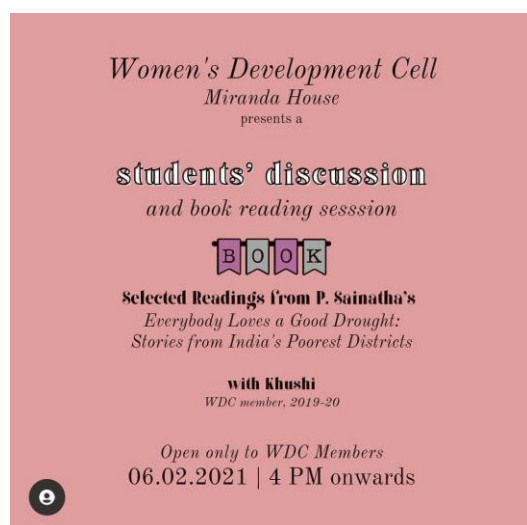 Women's Development Cell
Miranda House
presents a
students' discussion
and book reading sesssion
BOOK
Selected Readings from P. Sainatha's
Everybody Loves a Good Drought:
Stories from India's Poorest Districts
with Khushi
WDC member, 2019-20
Open only to WDC Members
06.02.2021 | 4 PM onwards